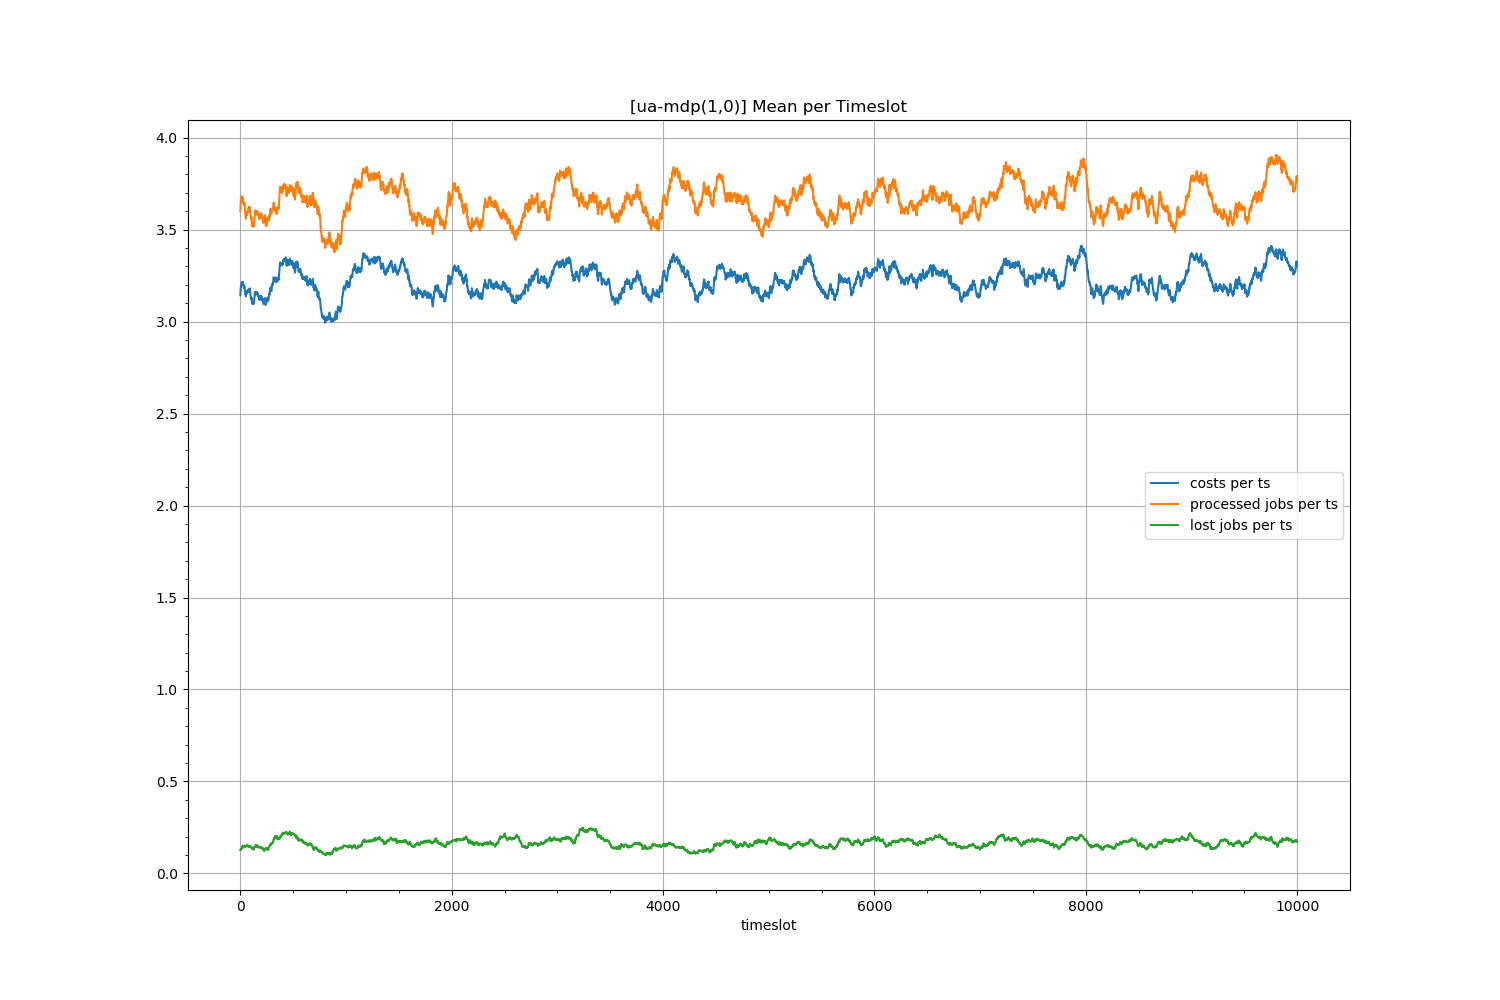 [ua-mdp(1,0)] Mean per Timeslot
4.0
3.5
3.0
2.5
2.0
1.5
1.0
0.5
0.0
costs per ts
processed jobs per ts
lost jobs per ts
0 2000 4000 6000 8000 10000
timeslot